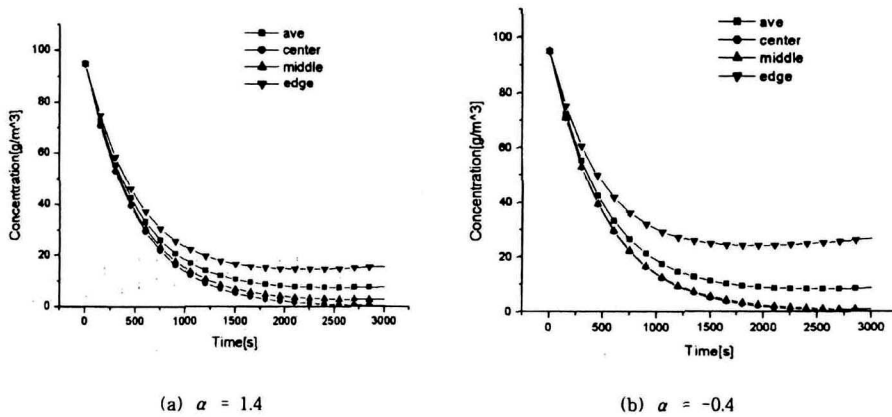 ave
center
middle
edge
100
80
60
40
20
0
Concentration[g/m^3]
0 500 1000 1500 2000 2500 3000
Time[s]
(a) α = 1.4
ave
center
middle
edge
100
80
60
40
20
0
Concentration[g/m^3]
0 500 1000 1500 2000 2500 3000
Time[s]
(b) α = -0.4